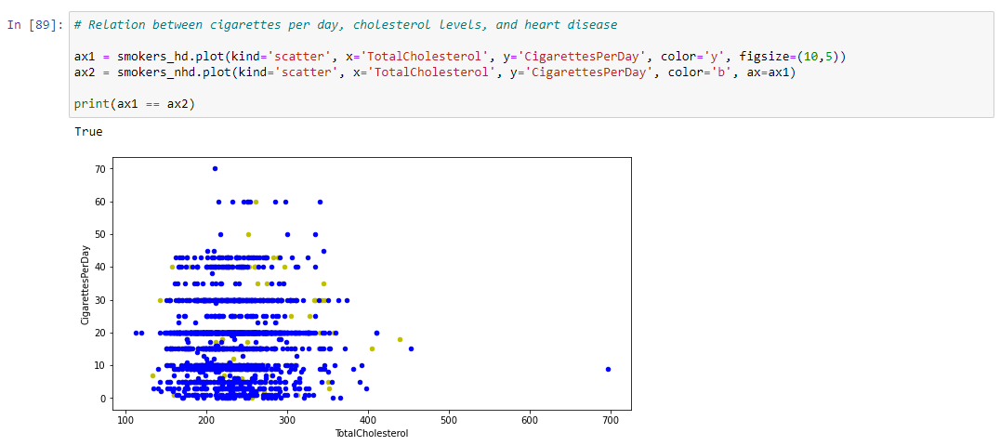 In [89]: # Relation between cigarettes per day, cholesterol levels, and heart disease
ax1 = smokers_hd.plot(kind='scatter', x='TotalCholesterol', y='CigarettesPerDay', color='y', figsize=(10,5))
ax2 = smokers_nhd.plot(kind='scatter', x='TotalCholesterol', y='CigarettesPerDay', color='b', ax=ax1)
print(ax1 == ax2)
True
70
60
50
40
30
20
10
0
CigarettesPerDay
100 200 300 400 500 600 700
TotalCholesterol